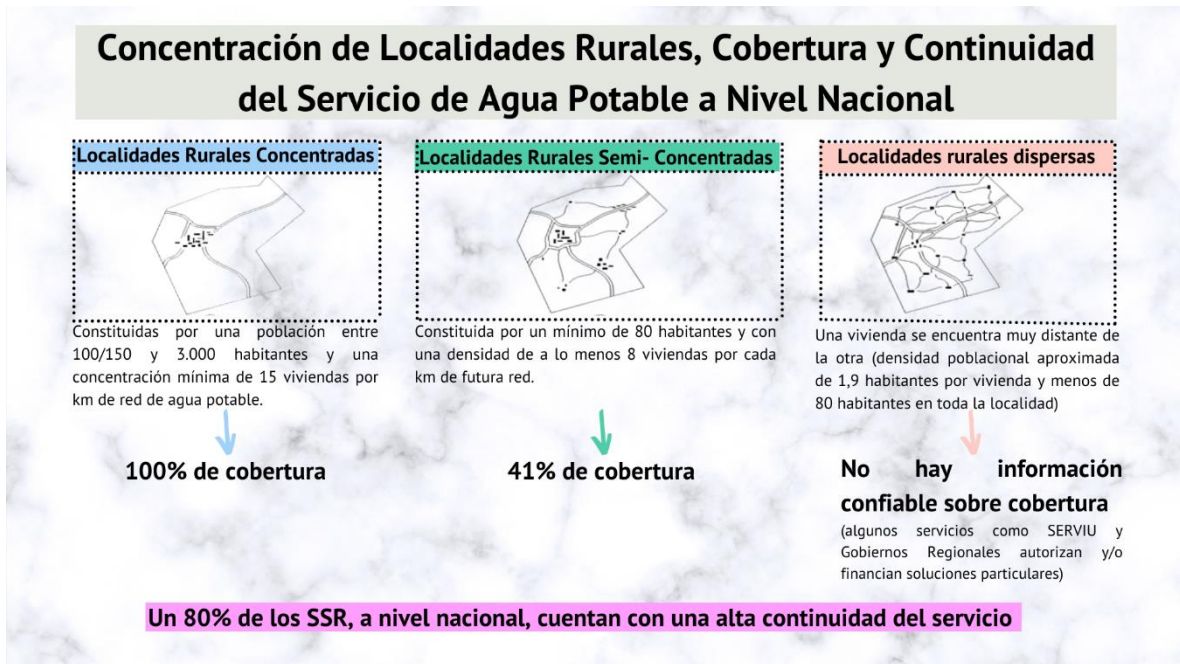 Concentración de Localidades Rurales, Cobertura y Continuidad
del Servicio de Agua Potable a Nivel Nacional
Localidades Rurales Concentradas
Constituidas por una población entre
100/150 y 3.000 habitantes y una
concentración mínima de 15 viviendas por
km de red de agua potable.
100% de cobertura
Localidades Rurales Semi- Concentradas
Constituida por un mínimo de 80 habitantes y con
una densidad de a lo menos 8 viviendas por cada
km de futura red.
41% de cobertura
Localidades rurales dispersas
Una vivienda se encuentra muy distante de
la otra (densidad poblacional aproximada
de 1,9 habitantes por vivienda y menos de
80 habitantes en toda la localidad)
No hay información
confiable sobre cobertura
(algunos servicios como SERVIU y
Gobiernos Regionales autorizan y/o
financian soluciones particulares)
Un 80% de los SSR, a nivel nacional, cuentan con una alta continuidad del servicio